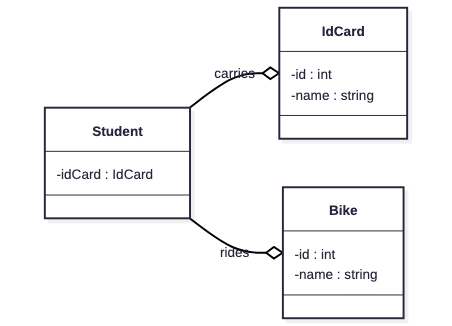 IdCard
-id : int
-name : string
carries
Student
-idCard : IdCard
rides
Bike
-id : int
-name : string